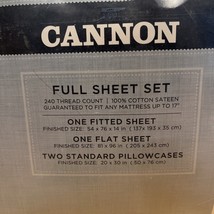 CANNON
FULL SHEET SET
240 THREAD COUNT | 100% COTTON SATEEN
GUARANTEED TO FIT ANY MATTRESS UP TO 17"
ONE FITTED SHEET
FINISHED SIZE: 54 x 76 x 14 in ( 137x 193 x 35 cm)
ONE FLAT SHEET
FINISHED SIZE: 81 x 96 in ( 205 x 243 cm)
TWO STANDARD PILLOWCASES
FINISHED SIZE: 20 x 30 in ( 50 x 76 cm)